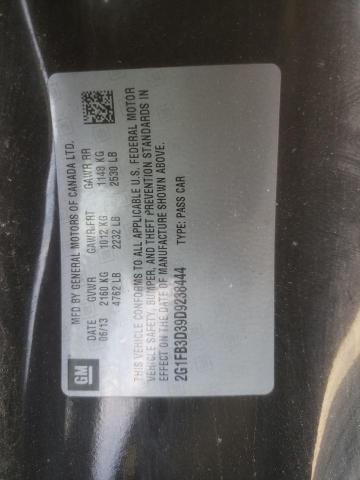 GM
MFD BY GENERAL MOTORS OF CANADA LTD.
DATE GVWR GAWR FRT GAWR RR
06/13 2160 KG 1012 KG 1148 KG
4762 LB 2232 LB 2530 LB
THIS VEHICLE CONFORMS TO ALL APPLICABLE U.S. FEDERAL MOTOR
VEHICLE SAFETY, BUMPER, AND THEFT PREVENTION STANDARDS IN
EFFECT ON THE DATE OF MANUFACTURE SHOWN ABOVE.
2G1FB3D39D9238444 TYPE: PASS CAR